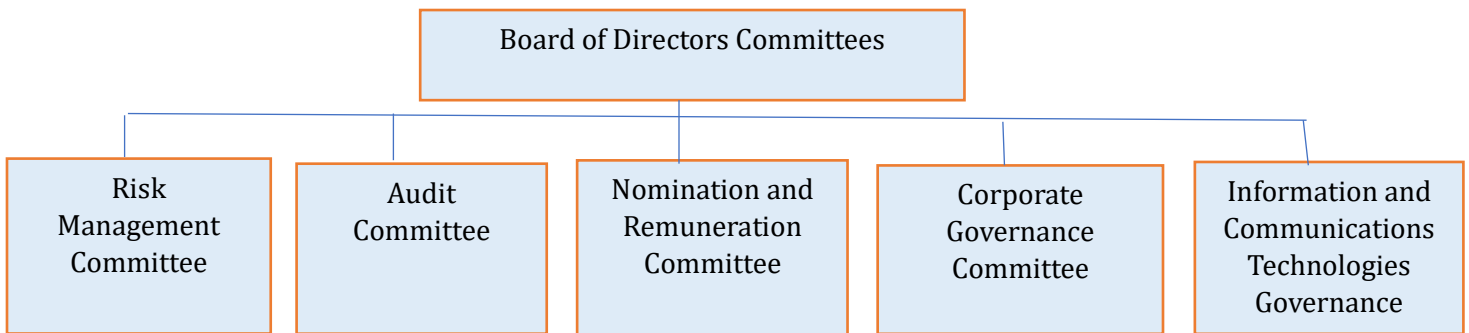 Board of Directors Committees
Risk
Management
Committee
Audit
Committee
Nomination and
Remuneration
Committee
Corporate
Governance
Committee
Information and
Communications
Technologies
Governance